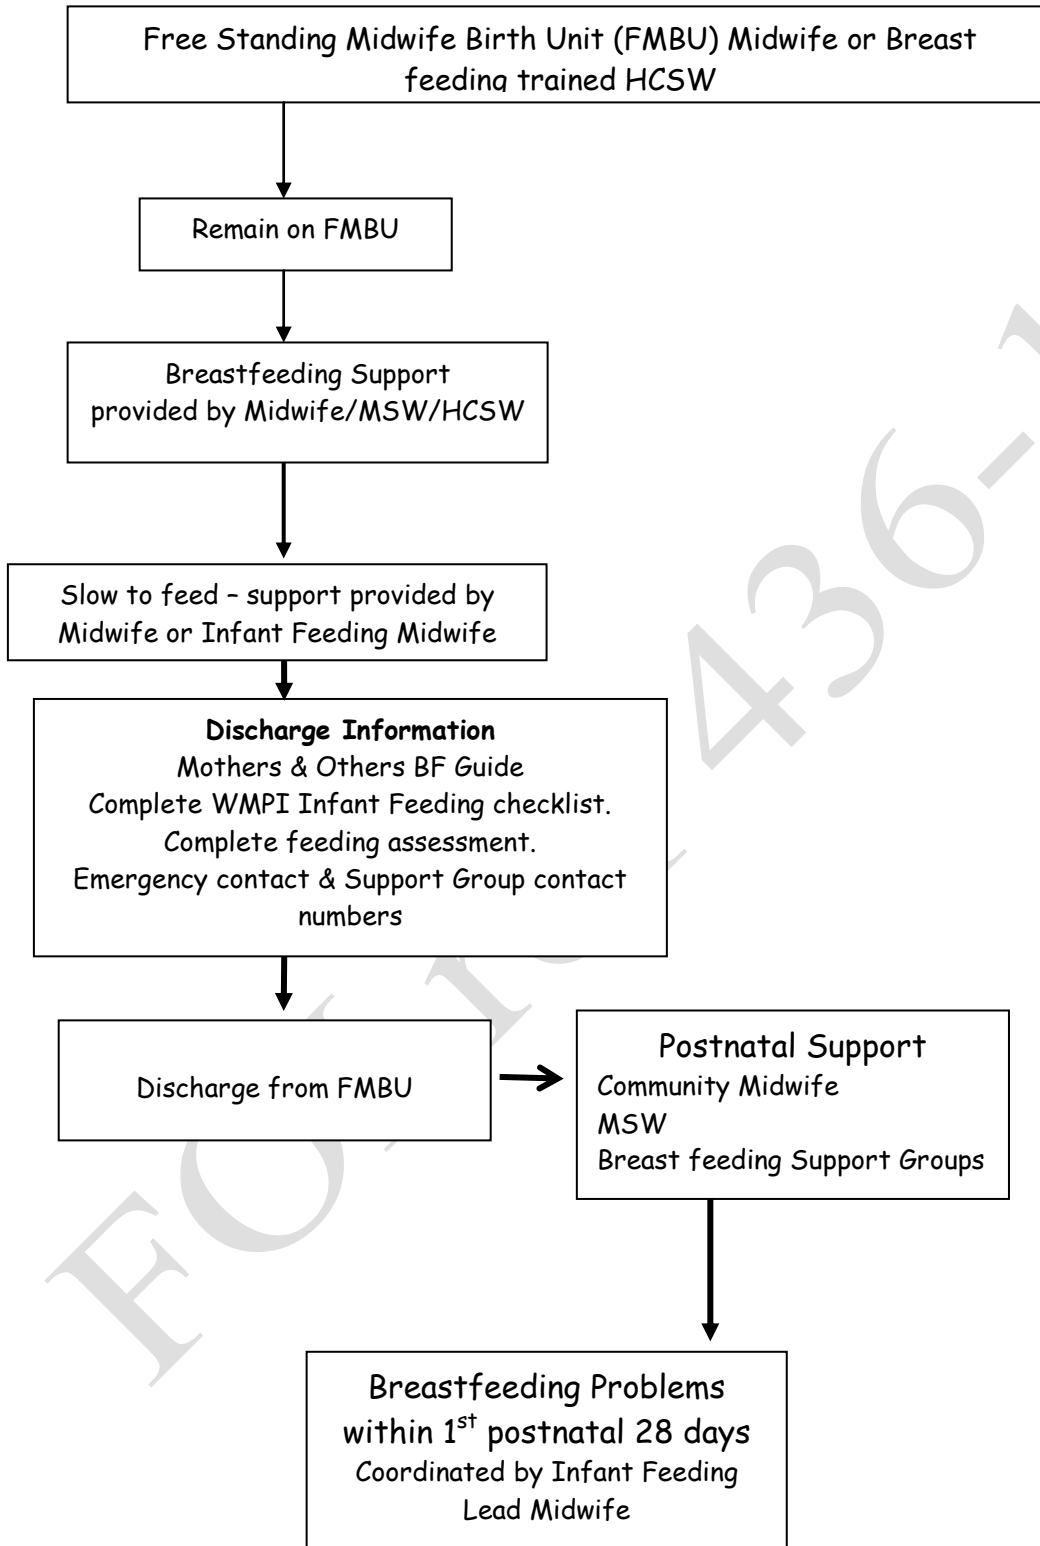 Free Standing Midwife Birth Unit (FMBU) Midwife or Breast
feeding trained HCSW
Remain on FMBU
Breastfeeding Support
provided by Midwife/MSW/HCSW
Slow to feed – support provided by
Midwife or Infant Feeding Midwife
Discharge Information
Mothers & Others BF Guide
Complete WMPI Infant Feeding checklist.
Complete feeding assessment.
Emergency contact & Support Group contact
numbers
Discharge from FMBU
Postnatal Support
Community Midwife
MSW
Breast feeding Support Groups
Breastfeeding Problems
within 1st postnatal 28 days
Coordinated by Infant Feeding
Lead Midwife